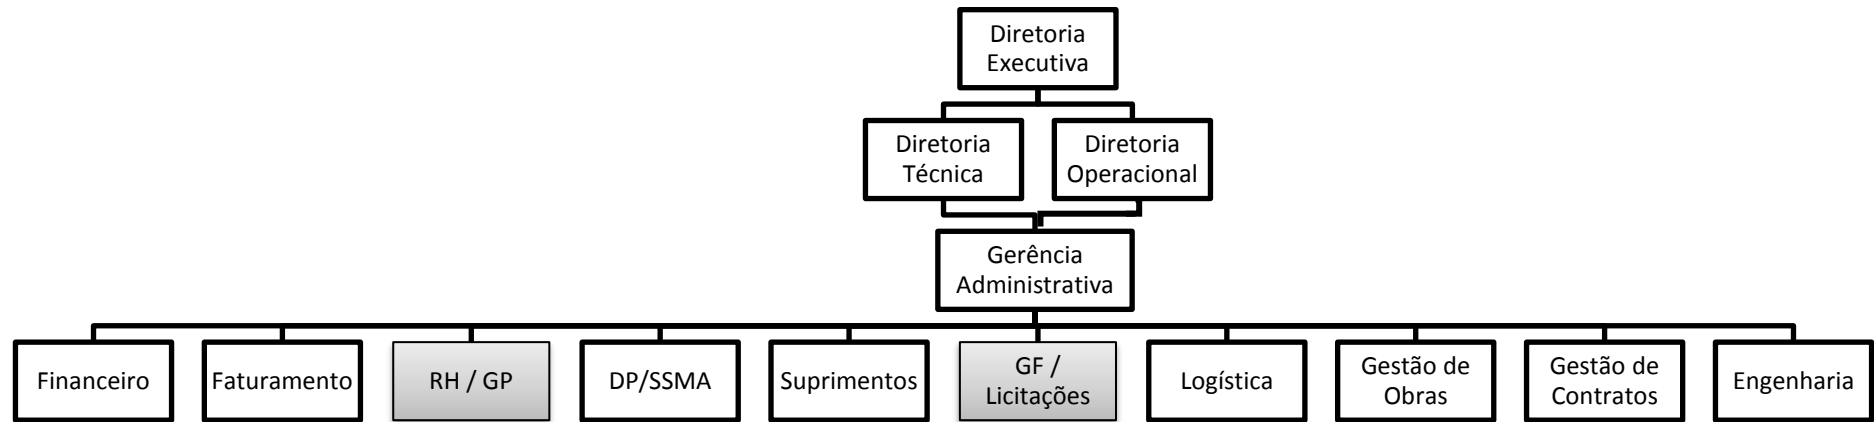 Diretoria
Executiva
Diretoria
Técnica
Diretoria
Operacional
Gerência
Administrativa
Financeiro
Faturamento
RH / GP
DP/SSMA
Suprimentos
GF /
Licitações
Logística
Gestão de
Obras
Gestão de
Contratos
Engenharia